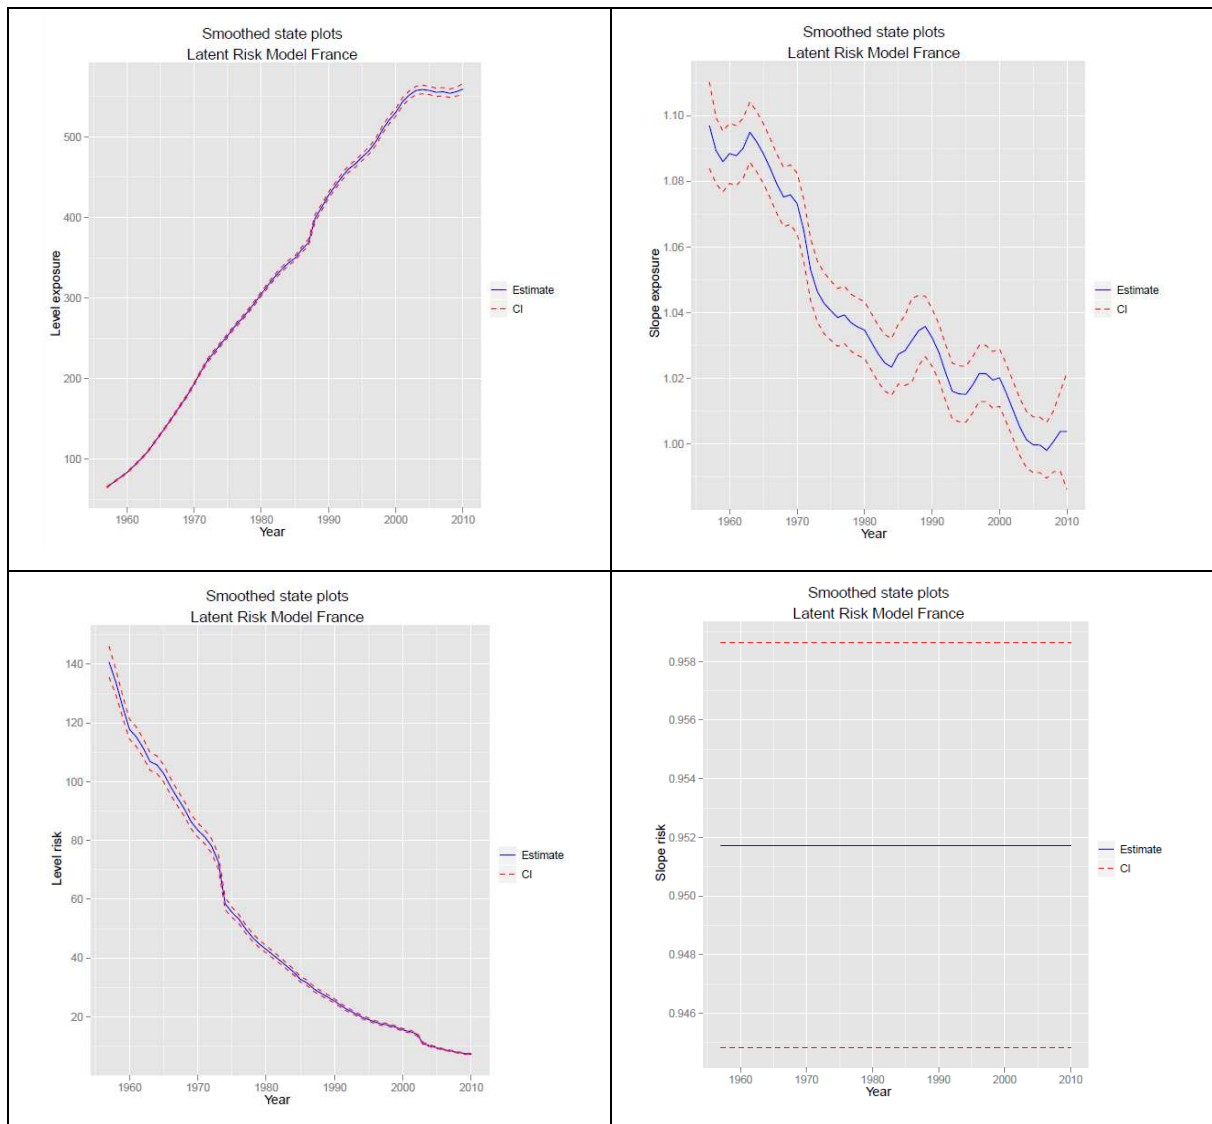 Smoothed state plots
Latent Risk Model France
Level exposure
500
400
300
200
100
1960
1970
1980
1990
2000
2010
Year
Estimate
CI
Smoothed state plots
Latent Risk Model France
Slope exposure
1.10
1.08
1.06
1.04
1.02
1.00
1960
1970
1980
1990
2000
2010
Year
Estimate
CI
Smoothed state plots
Latent Risk Model France
Level risk
140
120
100
80
60
40
20
1960
1970
1980
1990
2000
2010
Year
Estimate
CI
Smoothed state plots
Latent Risk Model France
Slope risk
0.958
0.956
0.954
0.952
0.950
0.948
0.946
1960
1970
1980
1990
2000
2010
Year
Estimate
CI